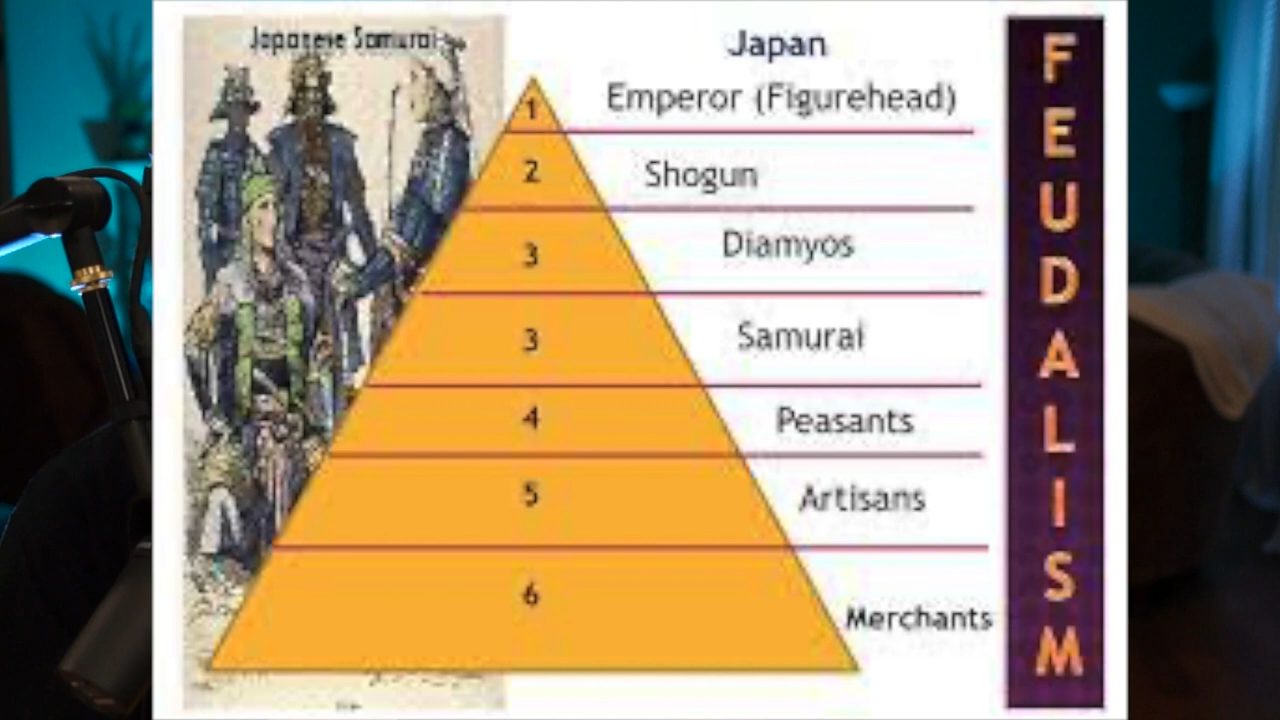 Japanese Samurai
Japan
1
Emperor (Figurehead)
2
Shogun
3
Diamyos
3
Samurai
4
Peasants
5
Artisans
6
Merchants
FEUDALISM